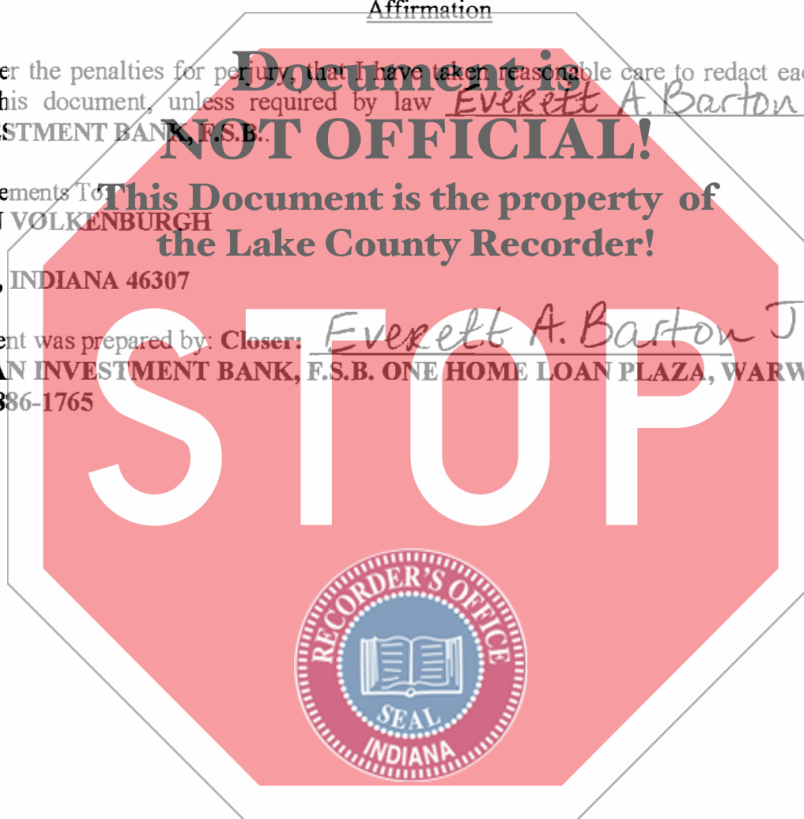 Affirmation
er the penalties for perjury, that I have taken reasonable care to redact eac
his document, unless required by law Everett A. Barton
STMENT BANK, F.S.B.
ements To
VOLKENBURGH
, INDIANA 46307
ent was prepared by: Closer: Everett A. Barton J
AN INVESTMENT BANK, F.S.B. ONE HOME LOAN PLAZA, WARW
886-1765
Document is
NOT OFFICIAL!
This Document is the property of
the Lake County Recorder!
STOP
RECORDER'S OFFICE
SEAL
INDIANA